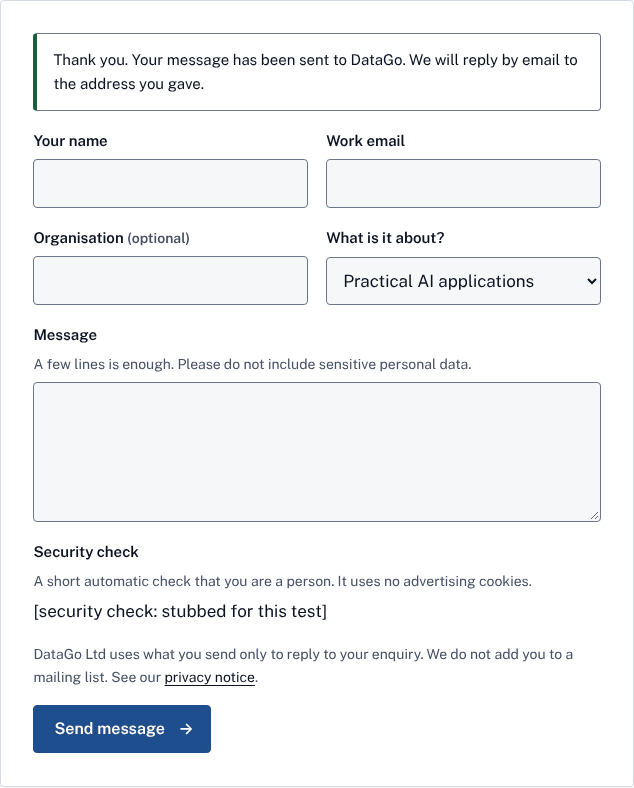 Thank you. Your message has been sent to DataGo. We will reply by email to
the address you gave.
Your name
Work email
Organisation (optional)
What is it about?
Practical AI applications
Message
A few lines is enough. Please do not include sensitive personal data.
Security check
A short automatic check that you are a person. It uses no advertising cookies.
[security check: stubbed for this test]
DataGo Ltd uses what you send only to reply to your enquiry. We do not add you to a
mailing list. See our privacy notice.
Send message →